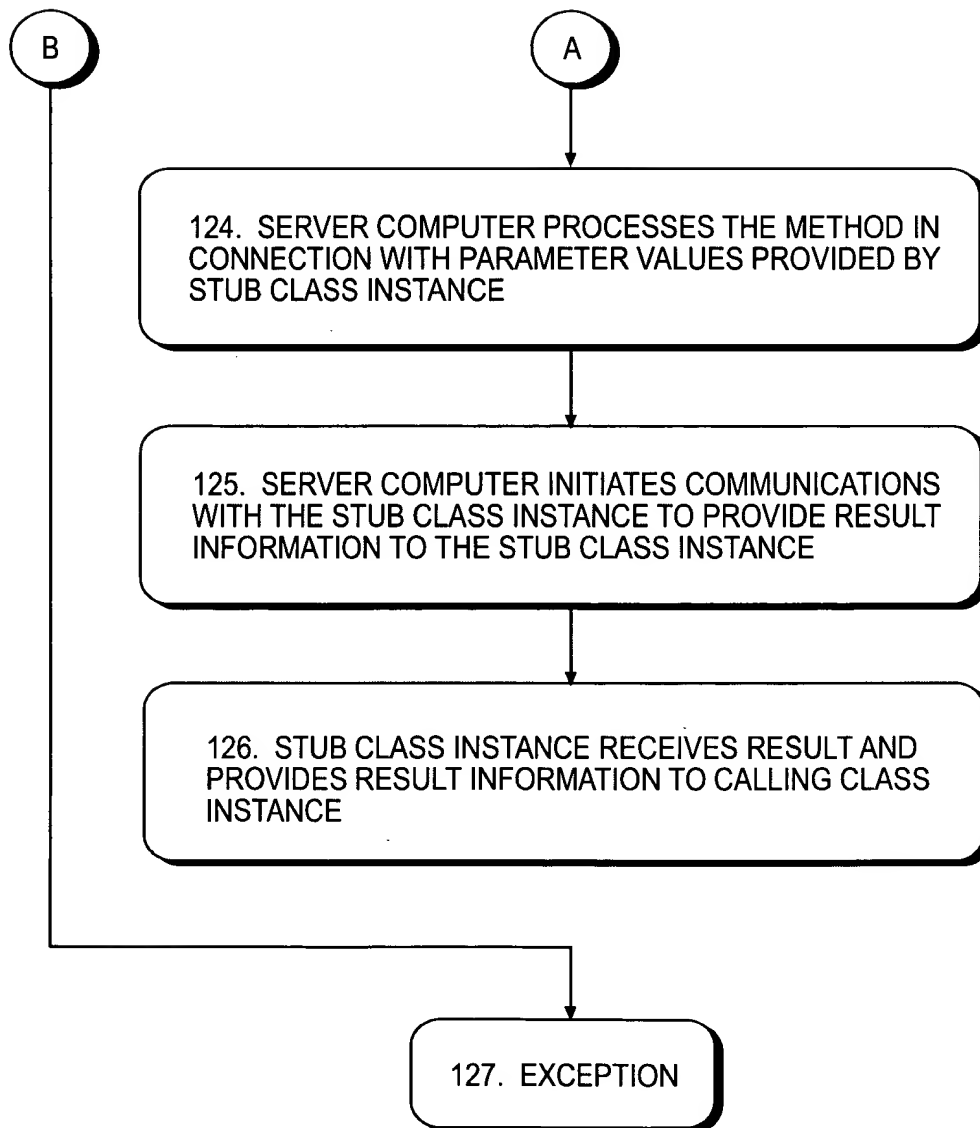 B
A
124. SERVER COMPUTER PROCESSES THE METHOD IN
CONNECTION WITH PARAMETER VALUES PROVIDED BY
STUB CLASS INSTANCE
125. SERVER COMPUTER INITIATES COMMUNICATIONS
WITH THE STUB CLASS INSTANCE TO PROVIDE RESULT
INFORMATION TO THE STUB CLASS INSTANCE
126. STUB CLASS INSTANCE RECEIVES RESULT AND
PROVIDES RESULT INFORMATION TO CALLING CLASS
INSTANCE
127. EXCEPTION